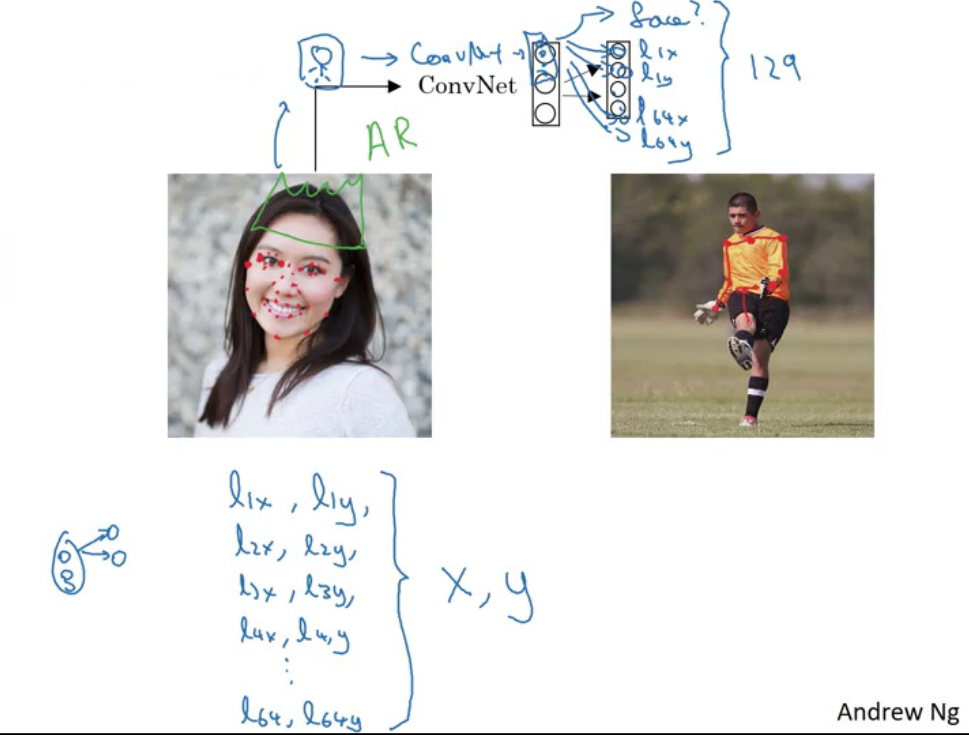 face?
→ ConvNet →
l1x
ConvNet
l1y
129
l64x
l64y
AR
l1x, l1y,
l2x, l2y,
l3x, l3y,
l4x, l4,y
⋮
l64, l64y
x, y
Andrew Ng